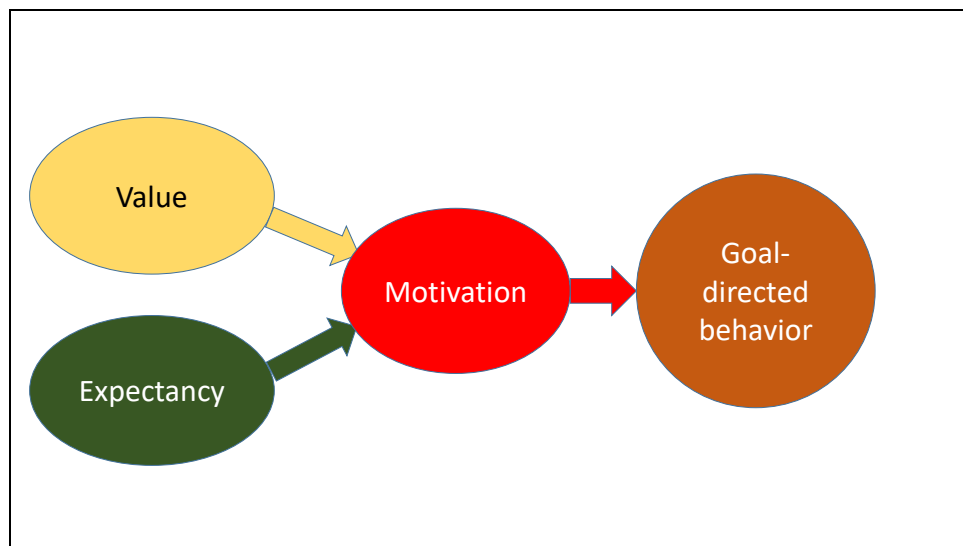 Value
Expectancy
Motivation
Goal-
directed
behavior